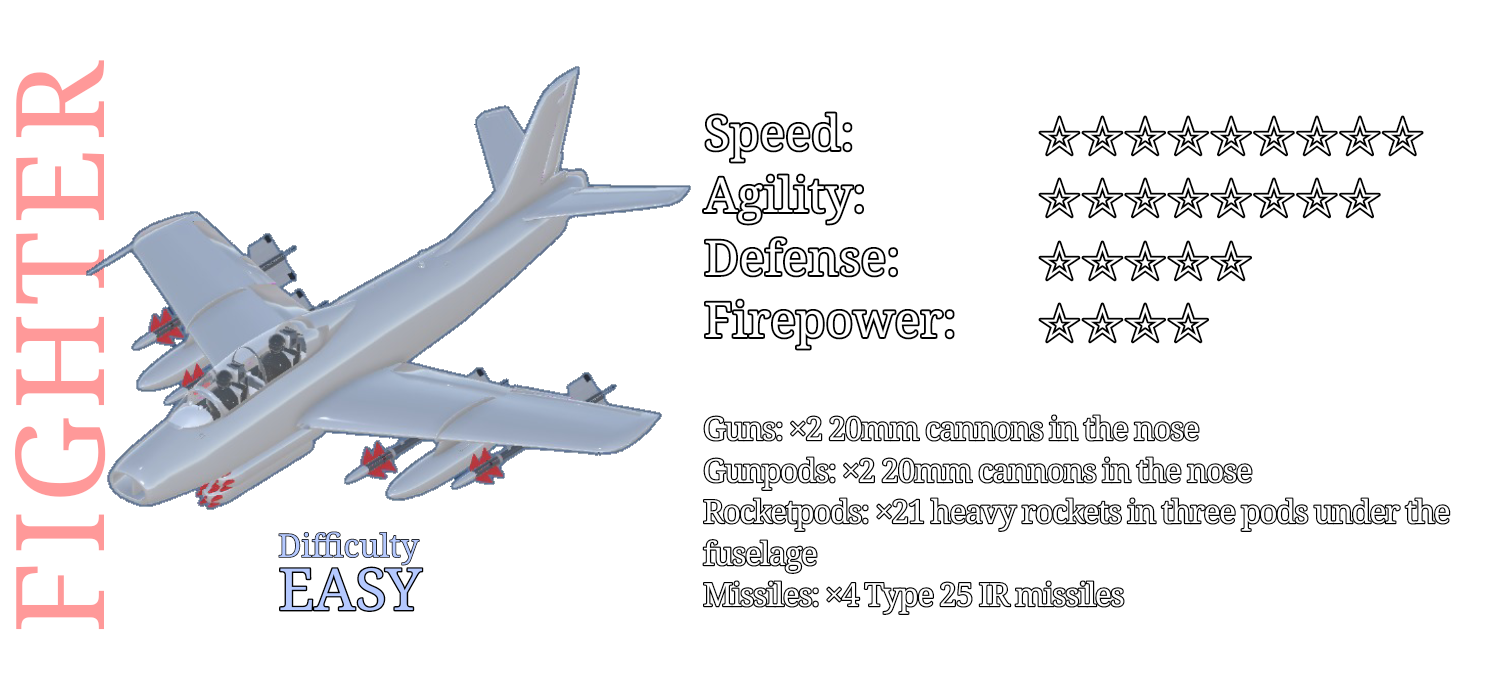 FIGHTER
Speed: ☆☆☆☆☆☆☆☆☆
Agility: ☆☆☆☆☆☆☆☆
Defense: ☆☆☆☆☆
Firepower: ☆☆☆☆
Guns: ×2 20mm cannons in the nose
Gunpods: ×2 20mm cannons in the nose
Rocketpods: ×21 heavy rockets in three pods under the
fuselage
Missiles: ×4 Type 25 IR missiles
Difficulty
EASY